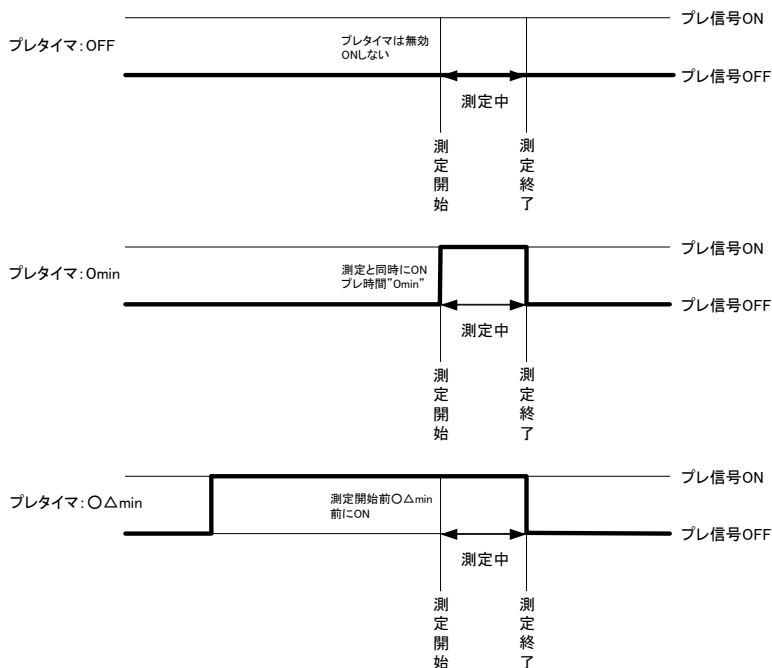 プレ信号ON
プレタイマ：OFF
プレタイマは無効
ONしない
プレ信号OFF
測定中
測定開始
測定終了
プレ信号ON
プレタイマ：0min
測定と同時にON
プレ時間”0min”
プレ信号OFF
測定中
測定開始
測定終了
プレ信号ON
プレタイマ：〇△min
測定開始前〇△min
前にON
プレ信号OFF
測定中
測定開始
測定終了